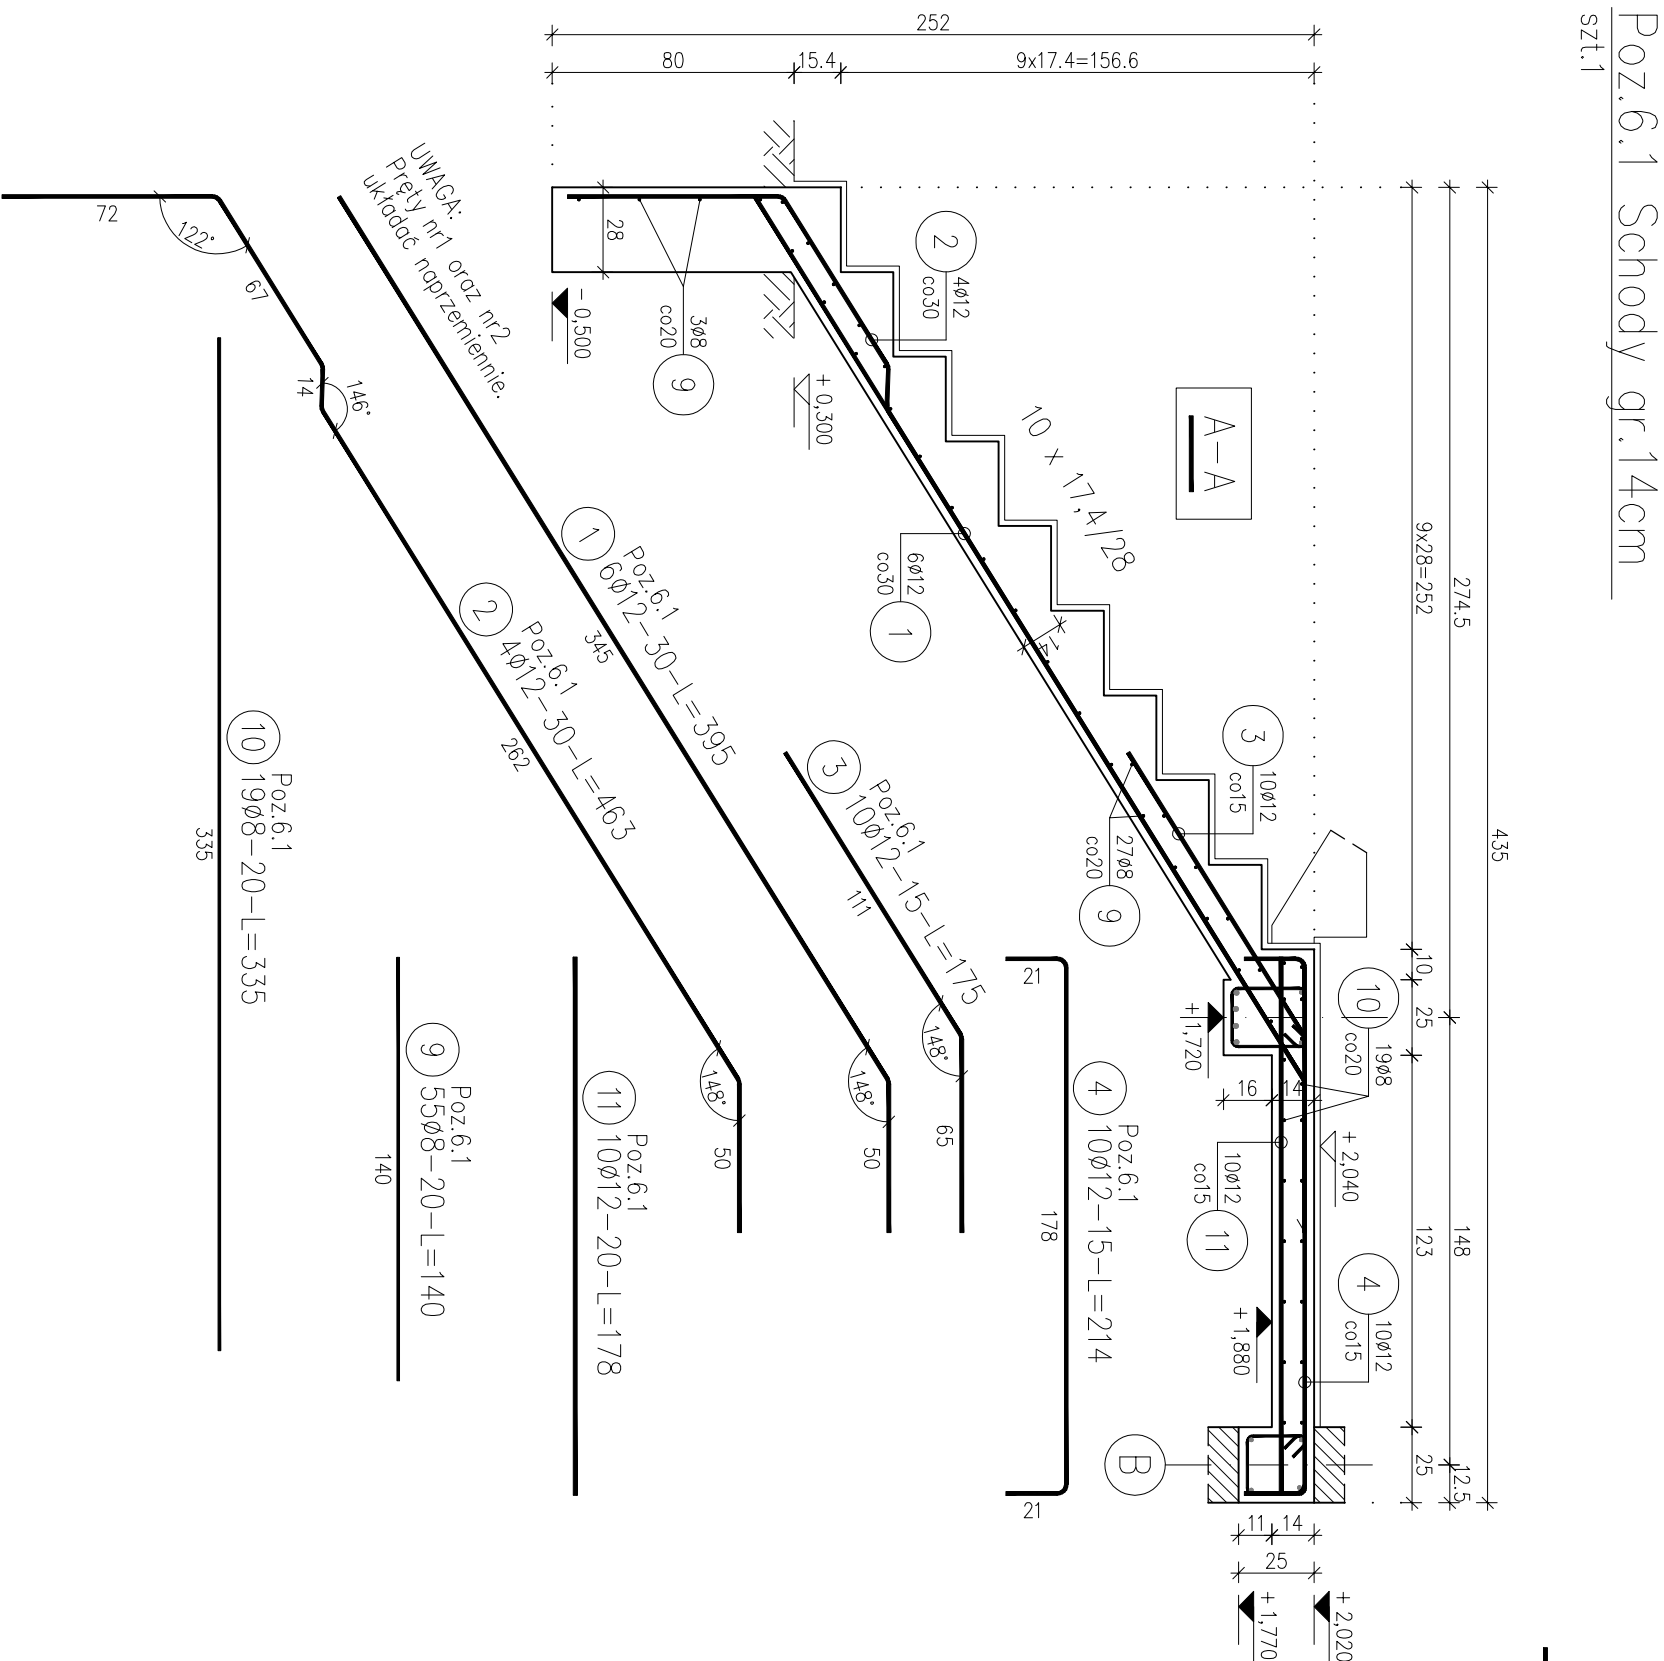 Poz.6.1 Schody gr.14cm
szt.1
435
274.5
148
12.5
9x28=252
10
25
123
25
252
80
15.4
9x17.4=156.6
A-A
10 x 17,4/28
2
4ø12
co30
3
10ø12
co15
10
19ø8
co20
4
10ø12
co15
28
-0,500
3ø8
co20
9
+0,300
6ø12
co30
1
14
27ø8
co20
9
+1,720
16
14
+2,040
10ø12
co15
11
+1,880
B
11
14
25
+2,020
+1,770
UWAGA:
Pręty nr1 oraz nr2
układać naprzemiennie.
Poz.6.1
4 10ø12-15-L=214
21
178
21
Poz.6.1
3 10ø12-15-L=175
111
148°
65
Poz.6.1
1 6ø12-30-L=395
345
148°
50
Poz.6.1
2 4ø12-30-L=463
72
122°
67
14
146°
262
148°
50
Poz.6.1
11 10ø12-20-L=178
Poz.6.1
9 55ø8-20-L=140
140
Poz.6.1
10 19ø8-20-L=335
335